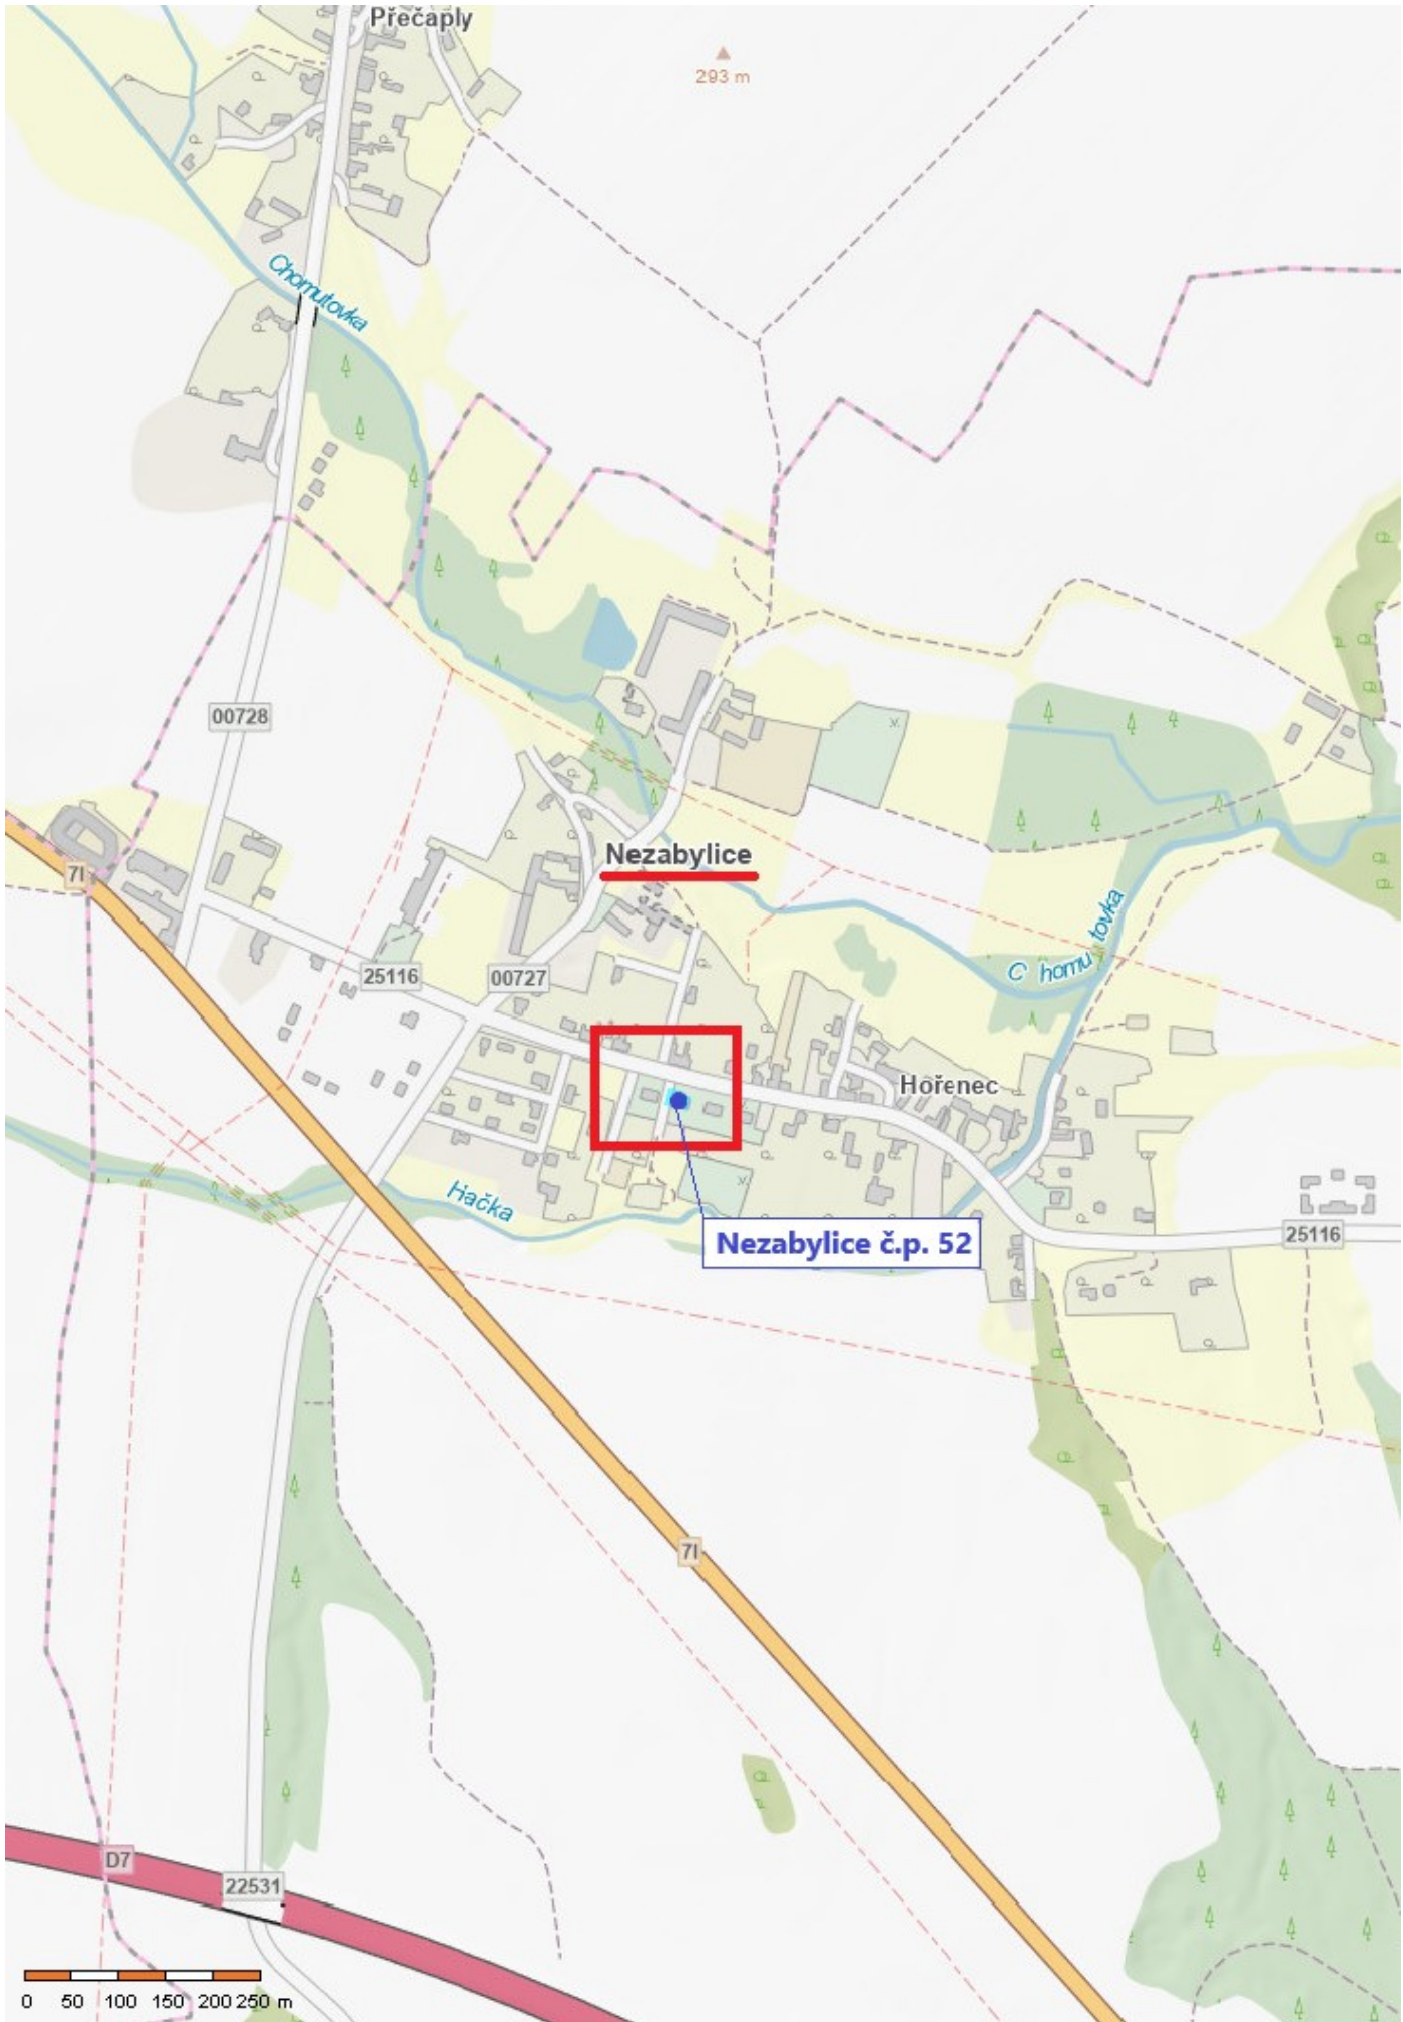 Přečaply
293 m
Chomutovka
00728
7I
Nezabylice
25116
00727
C homu tovka
Hořenec
Hačka
Nezabylice č.p. 52
25116
7I
D7
22531
0 50 100 150 200 250 m